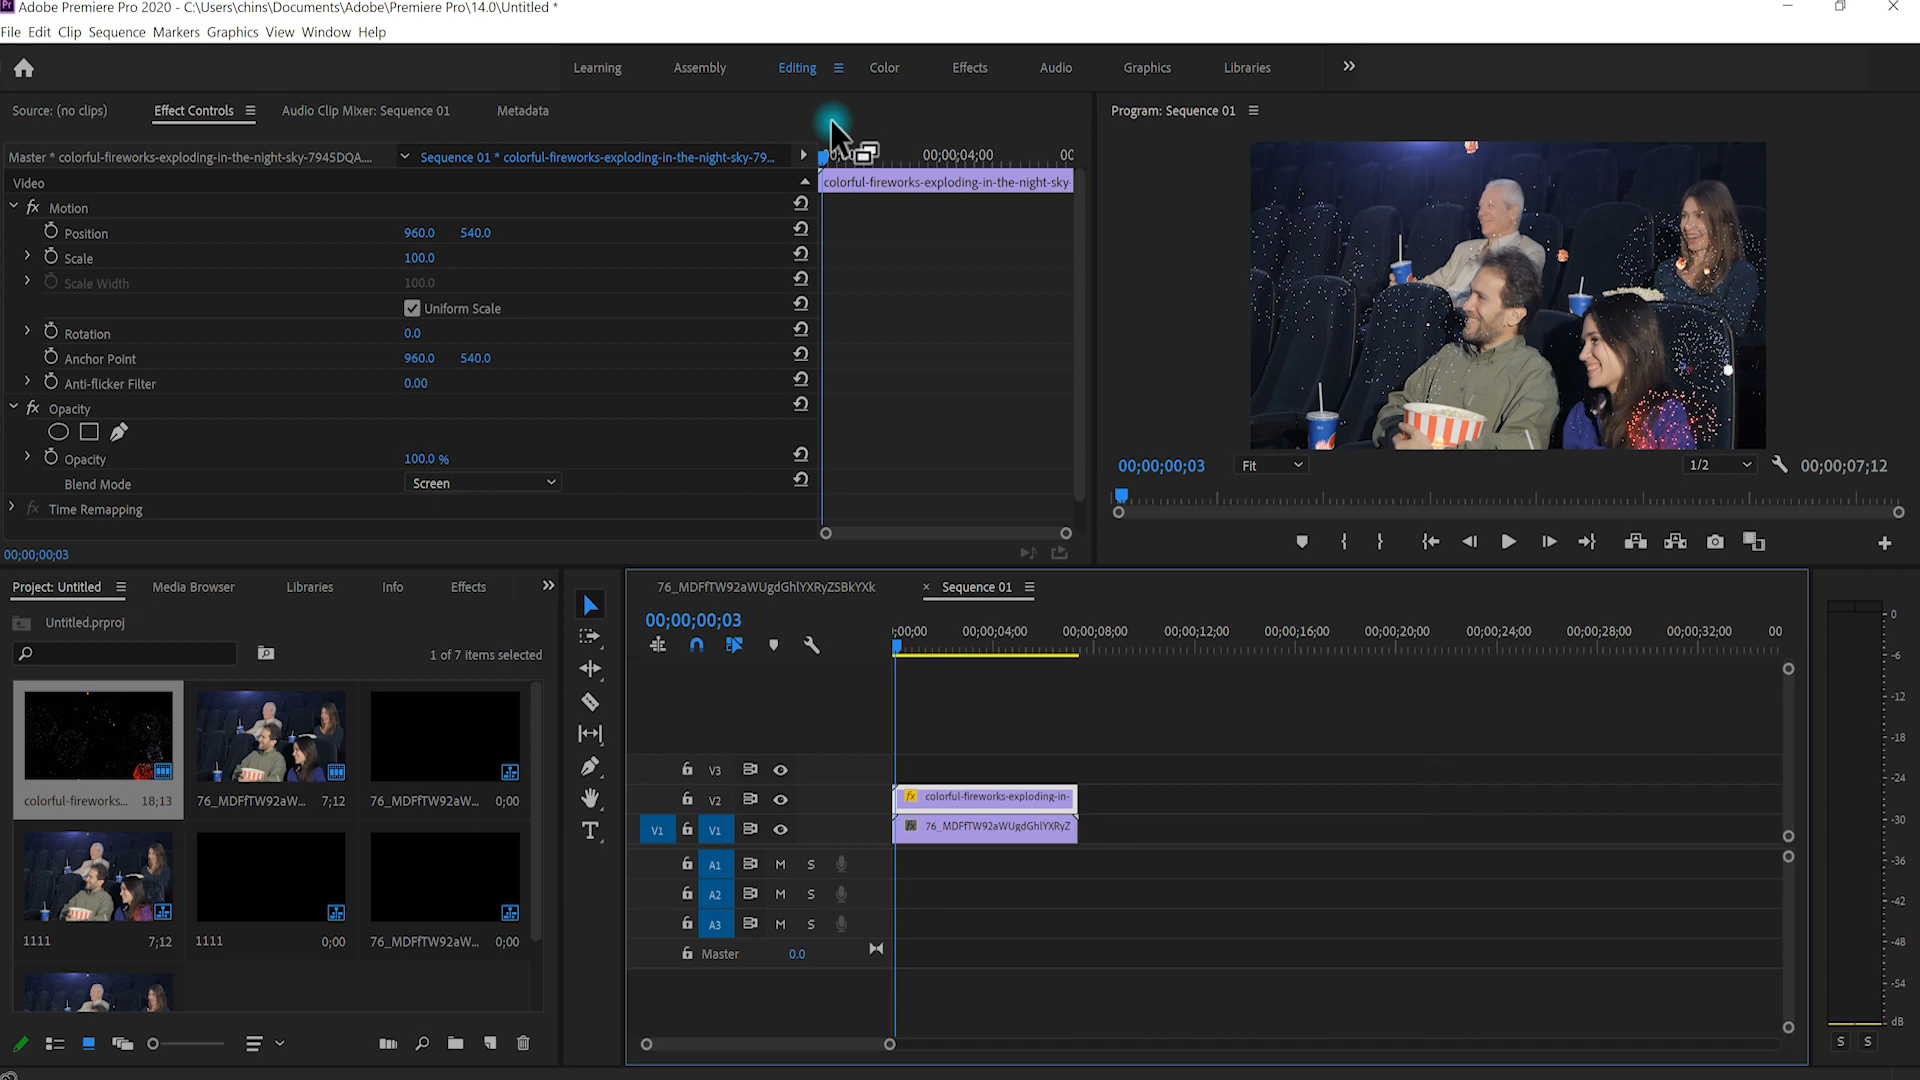 Pr Adobe Premiere Pro 2020 - C:\Users\chins\Documents\Adobe\Premiere Pro\14.0\Untitled *
File Edit Clip Sequence Markers Graphics View Window Help
Learning Assembly Editing Color Effects Audio Graphics Libraries
Source: (no clips) Effect Controls Audio Clip Mixer: Sequence 01 Metadata
Program: Sequence 01
Master * colorful-fireworks-exploding-in-the-night-sky-7945DQA.... Sequence 01 * colorful-fireworks-exploding-in-the-night-sky-79...
00;00;04;00 00
Video
colorful-fireworks-exploding-in-the-night-sky-
fx Motion
Position 960.0 540.0
Scale 100.0
Scale Width 100.0
Uniform Scale
Rotation 0.0
Anchor Point 960.0 540.0
Anti-flicker Filter 0.00
fx Opacity
Opacity 100.0 %
Blend Mode Screen
fx Time Remapping
00;00;00;03
00;00;00;03 Fit 1/2 00;00;07;12
Project: Untitled Media Browser Libraries Info Effects
Untitled.prproj
1 of 7 items selected
colorful-fireworks... 18;13
76_MDFfTW92aW... 7;12
76_MDFfTW92aW... 0;00
1111 7;12
1111 0;00
76_MDFfTW92aW... 0;00
76_MDFfTW92aWUgdGhlYXRyZSBkYXk × Sequence 01
00;00;00;03
;00;00 00;00;04;00 00;00;08;00 00;00;12;00 00;00;16;00 00;00;20;00 00;00;24;00 00;00;28;00 00;00;32;00 00
V3
V2 fx colorful-fireworks-exploding-in-
V1 V1 fx 76_MDFfTW92aWUgdGhlYXRyZ
A1 M S
A2 M S
A3 M S
Master 0.0
0
-6
-12
-18
-24
-30
-36
-42
-48
-54
dB
S S